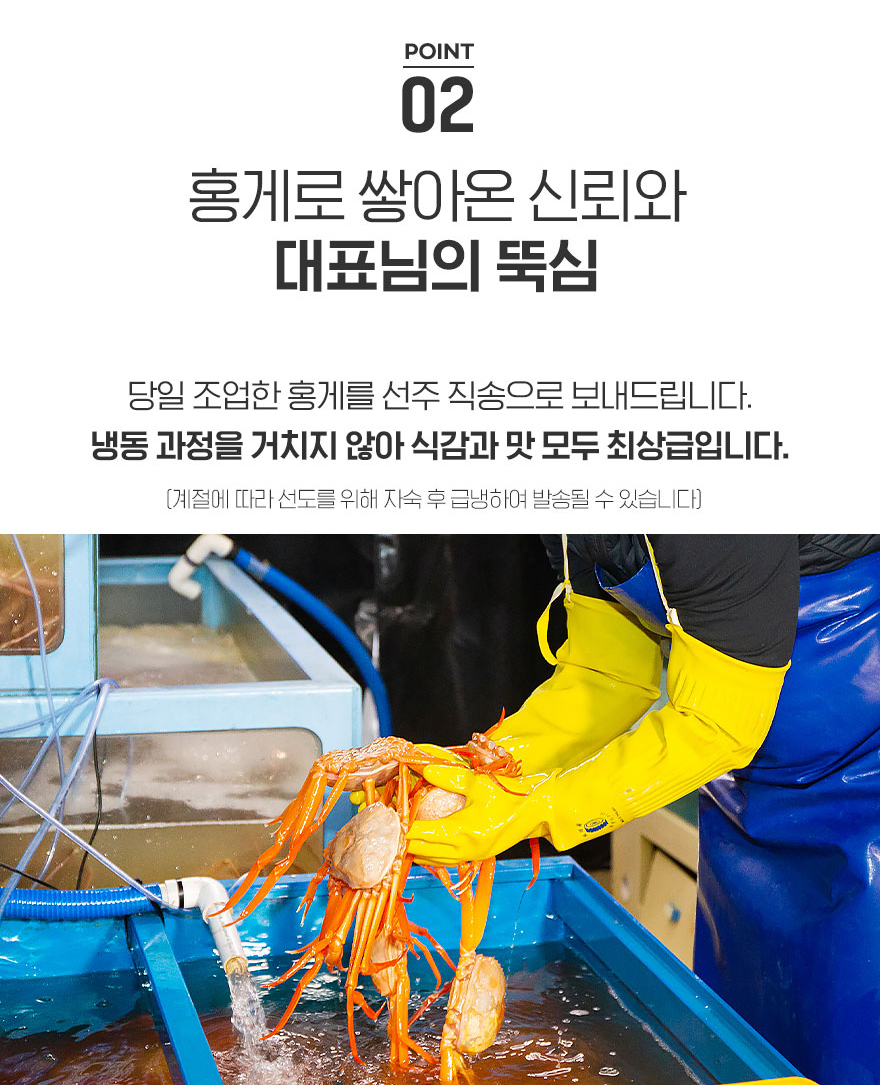 POINT
02
홍게로 쌓아온 신뢰와
대표님의 뚝심
당일 조업한 홍게를 선주 직송으로 보내드립니다.
냉동 과정을 거치지 않아 식감과 맛 모두 최상급입니다.
(계절에 따라 선도를 위해 자숙 후 급냉하여 발송될 수 있습니다)